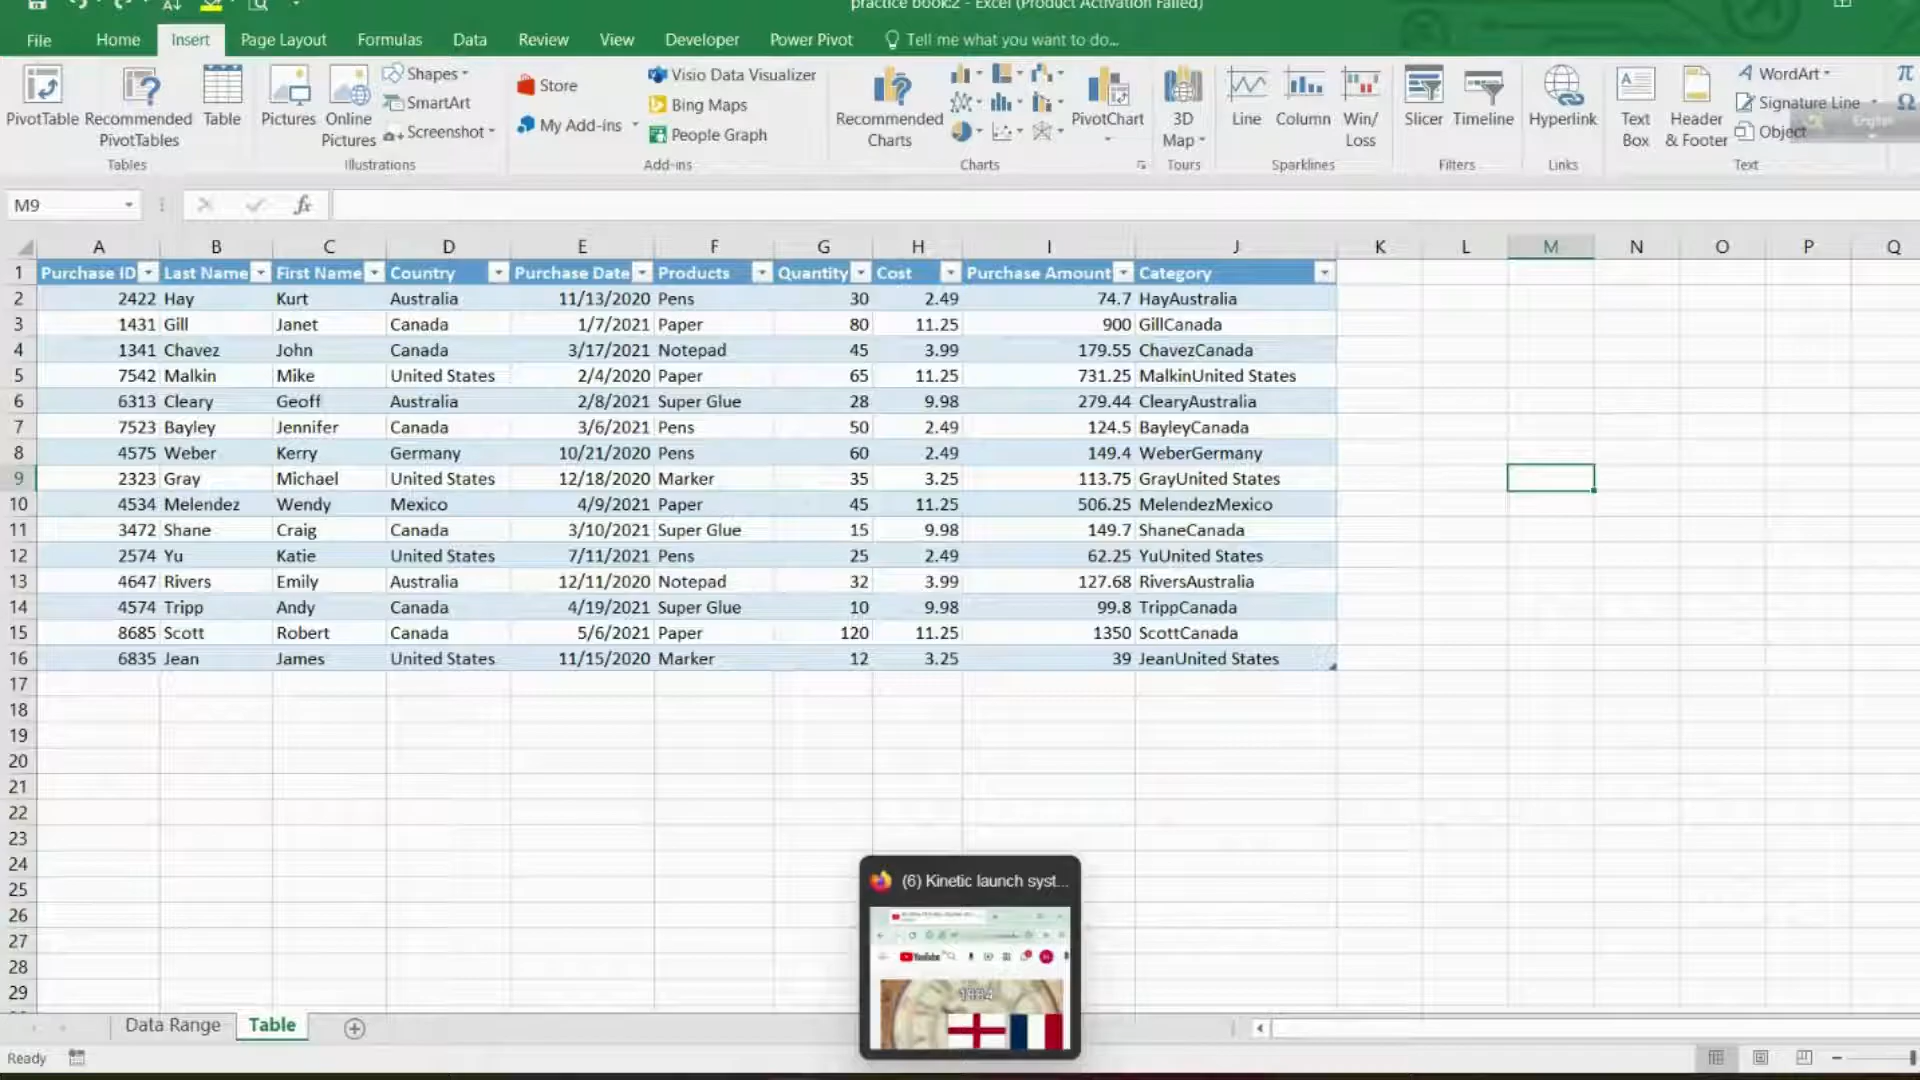 practice book2 - Excel (Product Activation Failed)
File Home Insert Page Layout Formulas Data Review View Developer Power Pivot Tell me what you want to do...
PivotTable Recommended PivotTables Table Pictures Online Pictures Shapes SmartArt Screenshot Store My Add-ins Visio Data Visualizer Bing Maps People Graph Recommended Charts PivotChart 3D Map Line Column Win/ Loss Slicer Timeline Hyperlink Text Box Header & Footer WordArt Signature Line Object English
Tables Illustrations Add-ins Charts Tours Sparklines Filters Links Text
M9 fx
A B C D E F G H I J K L M N O P Q
1 Purchase ID Last Name First Name Country Purchase Date Products Quantity Cost Purchase Amount Category
2 2422 Hay Kurt Australia 11/13/2020 Pens 30 2.49 74.7 HayAustralia
3 1431 Gill Janet Canada 1/7/2021 Paper 80 11.25 900 GillCanada
4 1341 Chavez John Canada 3/17/2021 Notepad 45 3.99 179.55 ChavezCanada
5 7542 Malkin Mike United States 2/4/2020 Paper 65 11.25 731.25 MalkinUnited States
6 6313 Cleary Geoff Australia 2/8/2021 Super Glue 28 9.98 279.44 ClearyAustralia
7 7523 Bayley Jennifer Canada 3/6/2021 Pens 50 2.49 124.5 BayleyCanada
8 4575 Weber Kerry Germany 10/21/2020 Pens 60 2.49 149.4 WeberGermany
9 2323 Gray Michael United States 12/18/2020 Marker 35 3.25 113.75 GrayUnited States
10 4534 Melendez Wendy Mexico 4/9/2021 Paper 45 11.25 506.25 MelendezMexico
11 3472 Shane Craig Canada 3/10/2021 Super Glue 15 9.98 149.7 ShaneCanada
12 2574 Yu Katie United States 7/11/2021 Pens 25 2.49 62.25 YuUnited States
13 4647 Rivers Emily Australia 12/11/2020 Notepad 32 3.99 127.68 RiversAustralia
14 4574 Tripp Andy Canada 4/19/2021 Super Glue 10 9.98 99.8 TrippCanada
15 8685 Scott Robert Canada 5/6/2021 Paper 120 11.25 1350 ScottCanada
16 6835 Jean James United States 11/15/2020 Marker 12 3.25 39 JeanUnited States
17
18
19
20
21
22
23
24
25
26
27
28
29
(6) Kinetic launch syst...
YouTube
1884
Data Range Table
Ready